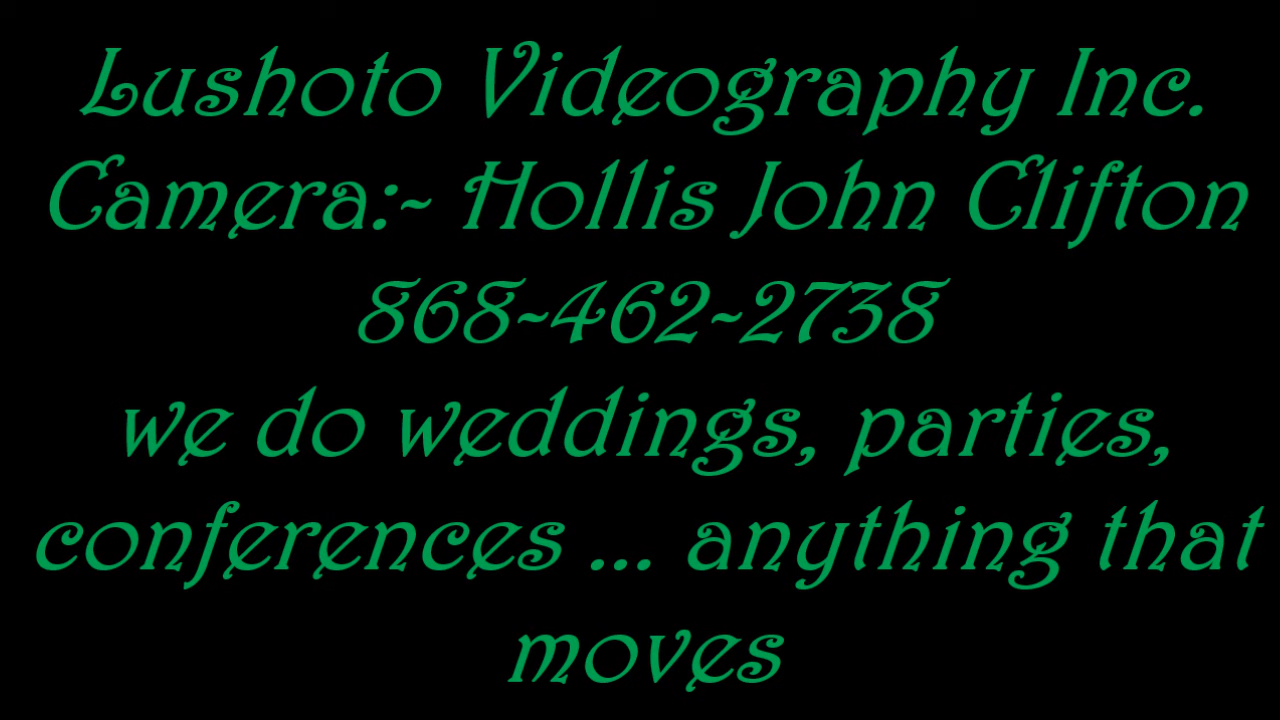 Lushoto Videography Inc.
Camera:- Hollis John Clifton
868-462-2738
we do weddings, parties,
conferences ... anything that
moves